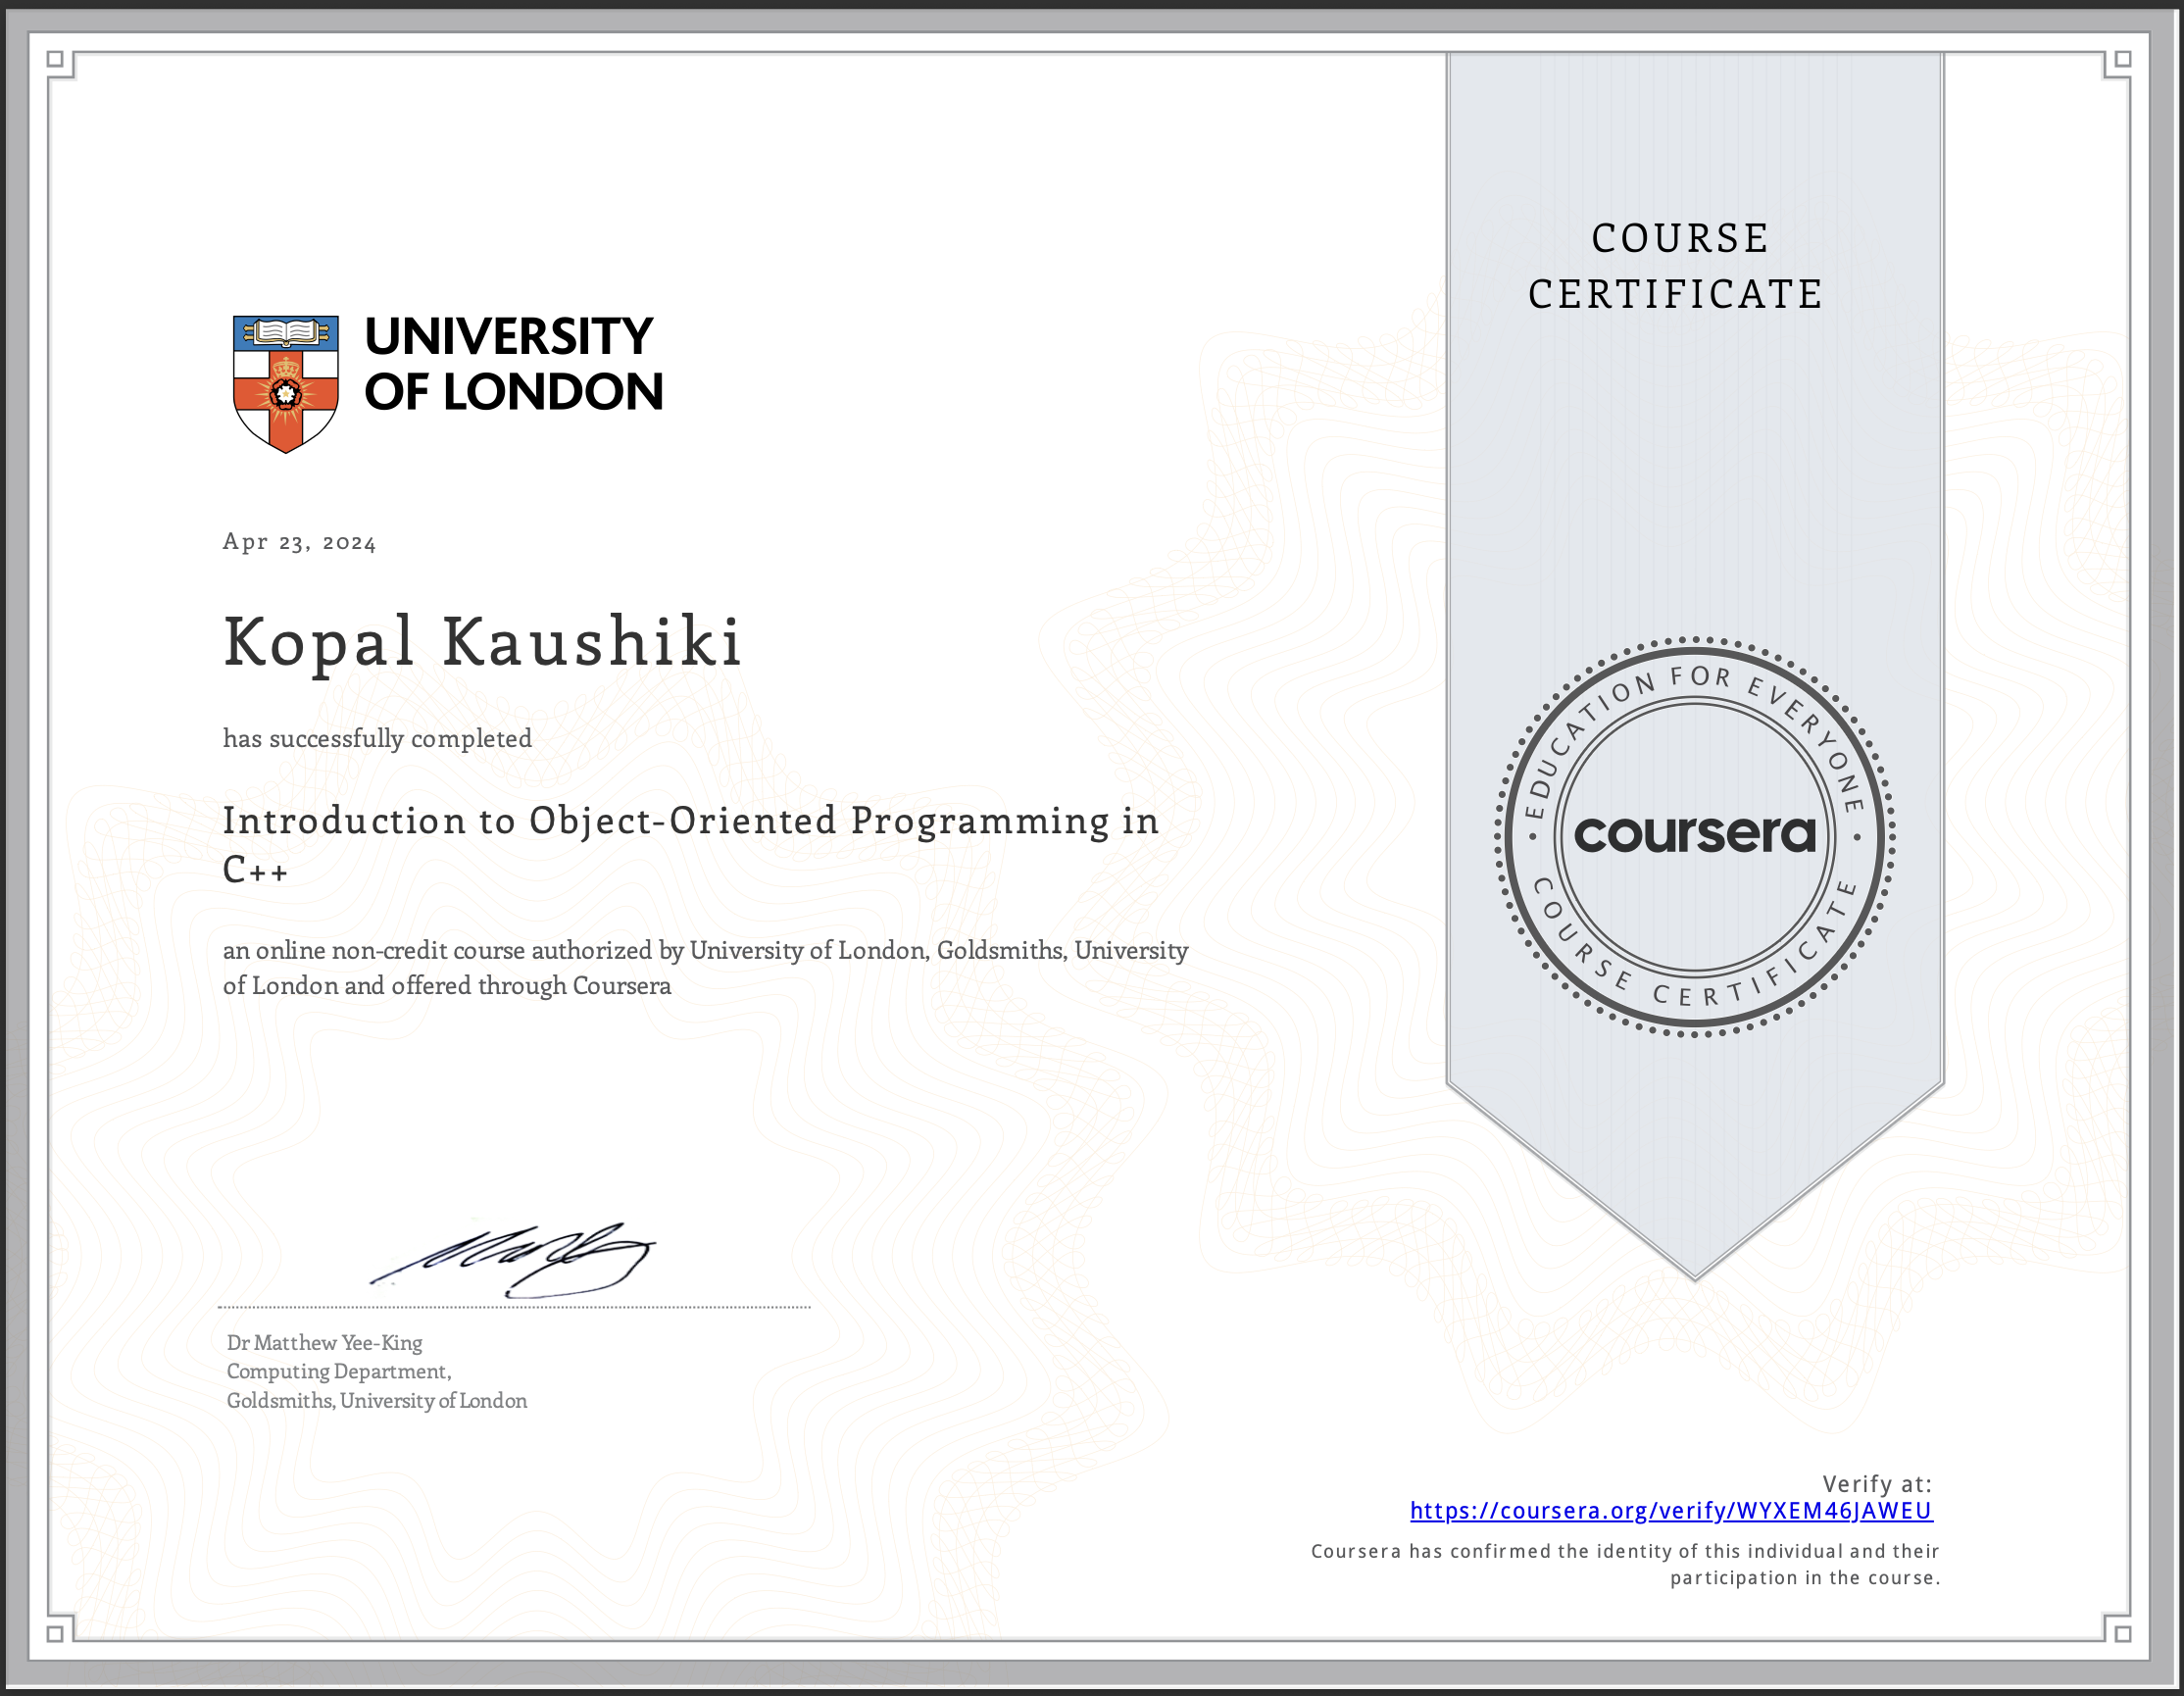 COURSE
CERTIFICATE
UNIVERSITY
OF LONDON
Apr 23, 2024
Kopal Kaushiki
has successfully completed
Introduction to Object-Oriented Programming in
C++
an online non-credit course authorized by University of London, Goldsmiths, University
of London and offered through Coursera
EDUCATION FOR EVERYONE
coursera
COURSE CERTIFICATE
Dr Matthew Yee-King
Computing Department,
Goldsmiths, University of London
Verify at:
https://coursera.org/verify/WYXEM46JAWEU
Coursera has confirmed the identity of this individual and their
participation in the course.